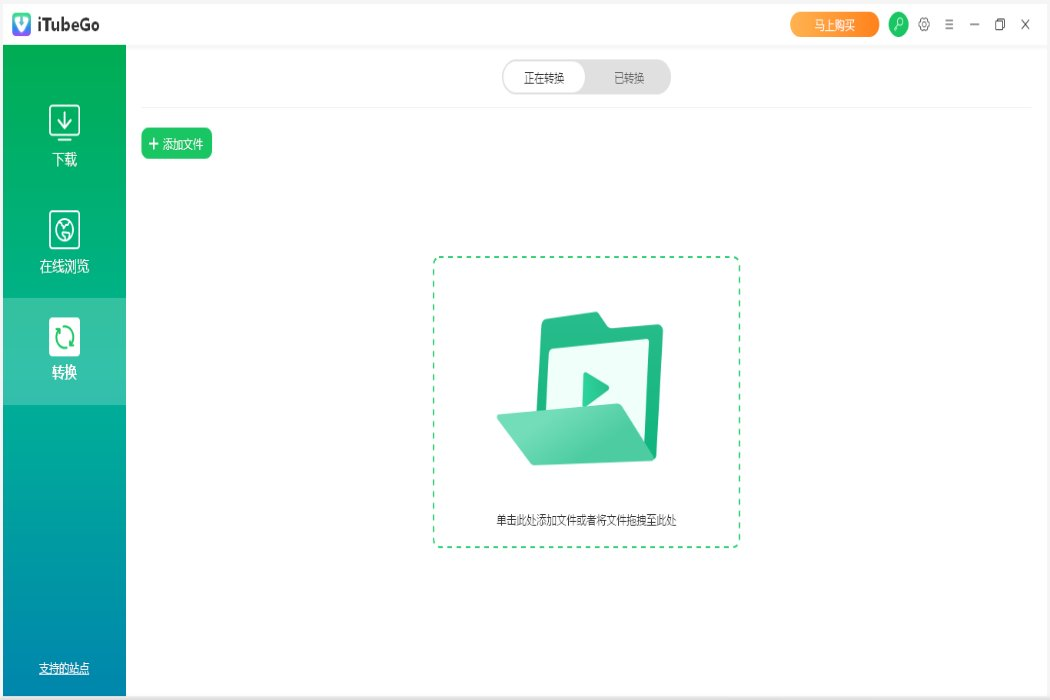 iTubeGo
马上购买
正在转换
已转换
添加文件
下载
在线浏览
转换
单击此处添加文件或者将文件拖拽至此处
支持的站点